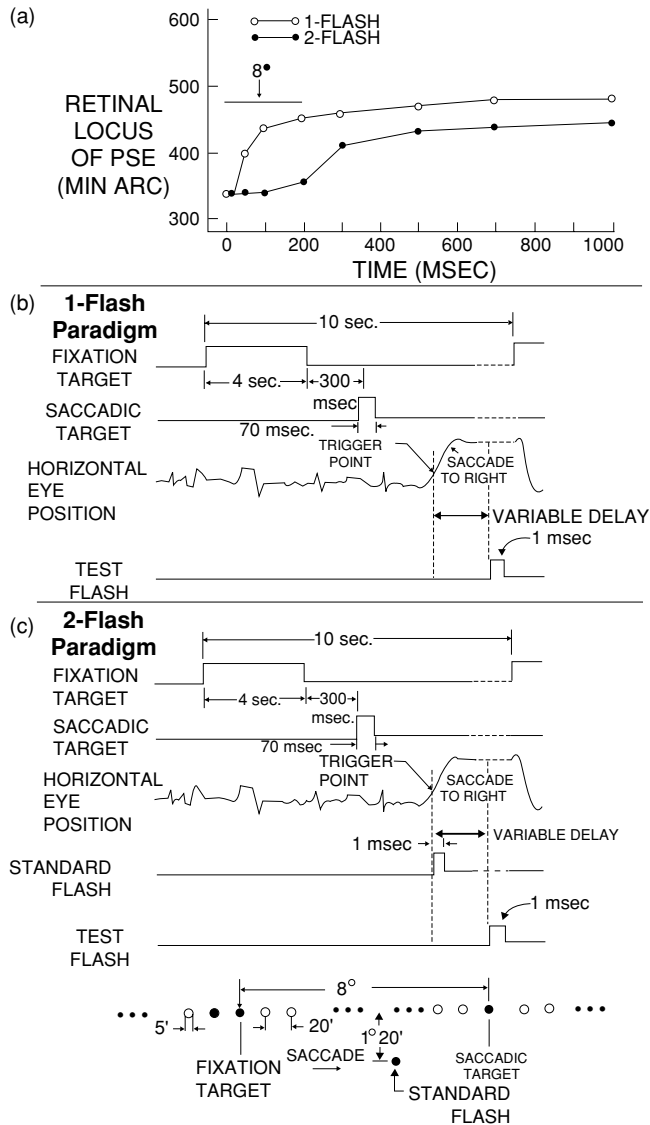 (a)
1-FLASH
2-FLASH
8°
RETINAL
LOCUS
OF PSE
(MIN ARC)
600
500
400
300
0
200
400
600
800
1000
TIME (MSEC)
(b)
1-Flash
Paradigm
10 sec.
FIXATION
TARGET
4 sec.
300
msec.
SACCADIC
TARGET
70 msec.
TRIGGER
POINT
SACCADE
TO RIGHT
HORIZONTAL
EYE
POSITION
VARIABLE DELAY
1 msec
TEST
FLASH
(c)
2-Flash
Paradigm
10 sec.
FIXATION
TARGET
4 sec.
300
msec.
SACCADIC
TARGET
70 msec
TRIGGER
POINT
SACCADE
TO RIGHT
HORIZONTAL
EYE
POSITION
1 msec
VARIABLE DELAY
STANDARD
FLASH
1 msec
TEST
FLASH
8°
5'
20'
1°20'
FIXATION
TARGET
SACCADE
SACCADIC
TARGET
STANDARD
FLASH